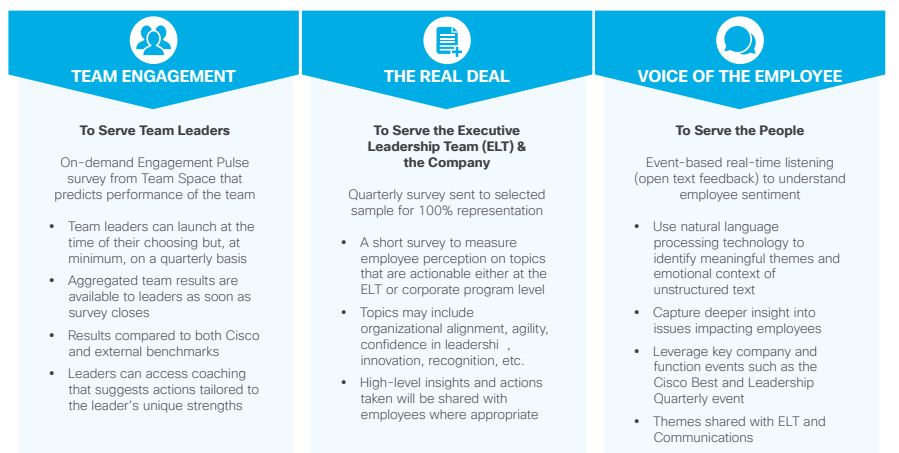 TEAM ENGAGEMENT
To Serve Team Leaders
On-demand Engagement Pulse
survey from Team Space that
predicts performance of the team
• Team leaders can launch at the
time of their choosing but, at
minimum, on a quarterly basis
• Aggregated team results are
available to leaders as soon as
survey closes
• Results compared to both Cisco
and external benchmarks
• Leaders can access coaching
that suggests actions tailored to
the leader's unique strengths
THE REAL DEAL
To Serve the Executive
Leadership Team (ELT) &
the Company
Quarterly survey sent to selected
sample for 100% representation
• A short survey to measure
employee perception on topics
that are actionable either at the
ELT or corporate program level
• Topics may include
organizational alignment, agility,
confidence in leadershi ,
innovation, recognition, etc.
• High-level insights and actions
taken will be shared with
employees where appropriate
VOICE OF THE EMPLOYEE
To Serve the People
Event-based real-time listening
(open text feedback) to understand
employee sentiment
• Use natural language
processing technology to
identify meaningful themes and
emotional context of
unstructured text
• Capture deeper insight into
issues impacting employees
• Leverage key company and
function events such as the
Cisco Best and Leadership
Quarterly event
• Themes shared with ELT and
Communications